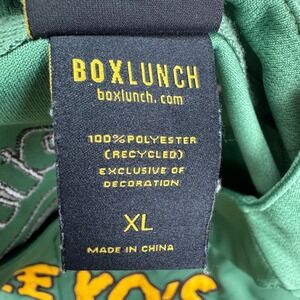 BOXLUNCH
boxlunch.com
100% POLYESTER
(RECYCLED)
EXCLUSIVE OF
DECORATION
XL
MADE IN CHINA